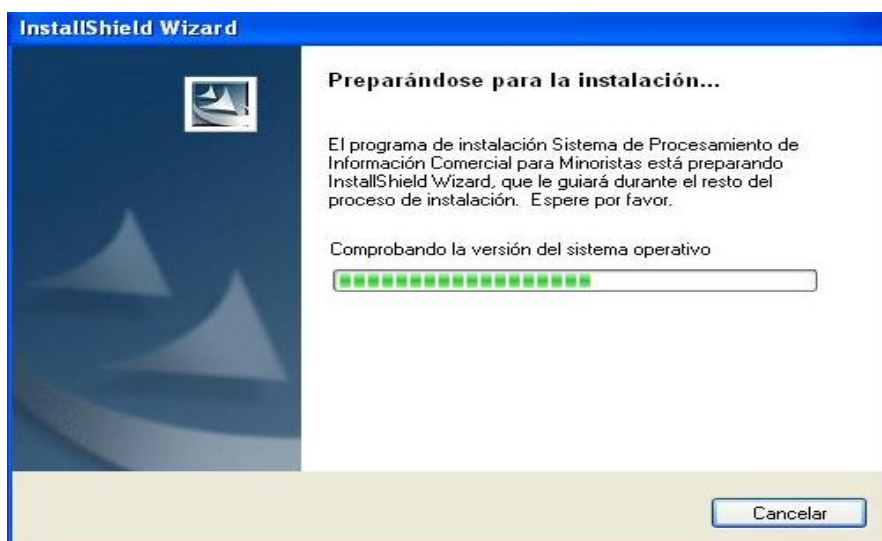 InstallShield Wizard
Preparándose para la instalación...
El programa de instalación Sistema de Procesamiento de
Información Comercial para Minoristas está preparando
InstallShield Wizard, que le guiará durante el resto del
proceso de instalación.  Espere por favor.
Comprobando la versión del sistema operativo
Cancelar